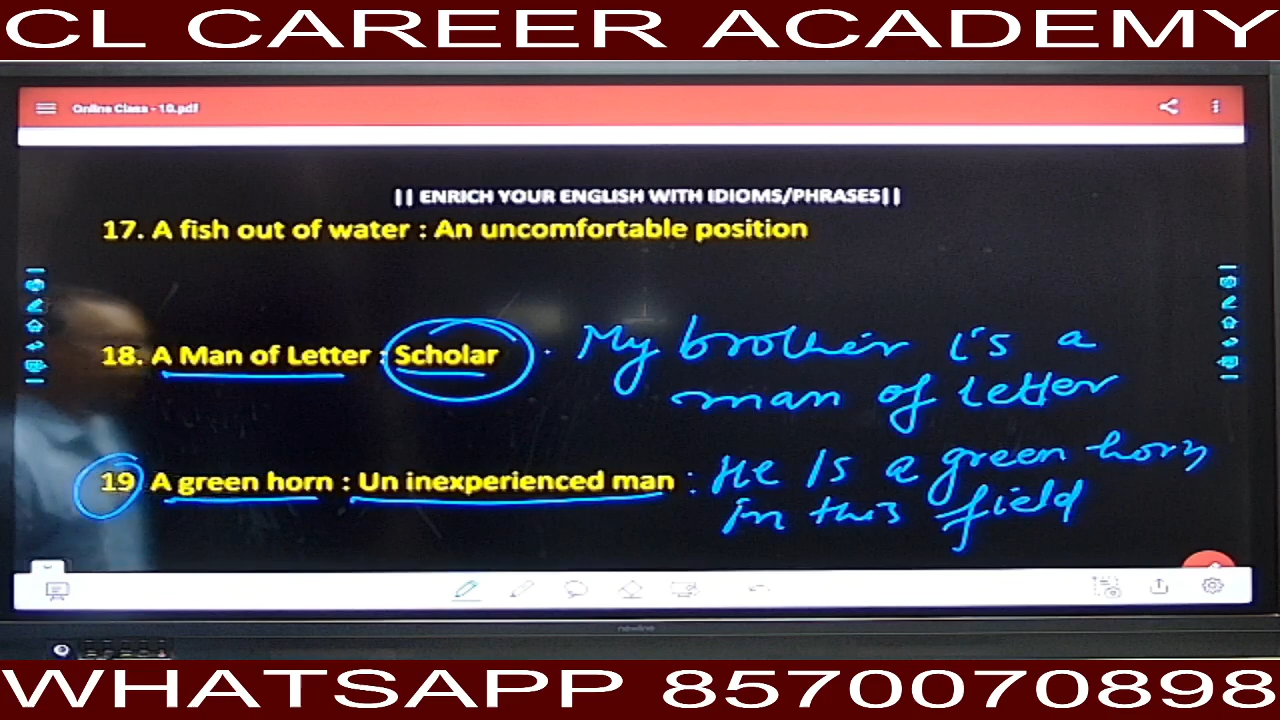 CL CAREER ACADEMY
Online Class - 10.pdf
|| ENRICH YOUR ENGLISH WITH IDIOMS/PHRASES||
17. A fish out of water : An uncomfortable position
18. A Man of Letter : Scholar . My brother is a
man of letter
19 A green horn : Un inexperienced man : He is a green horn
in this field
newline
WHATSAPP 8570070898